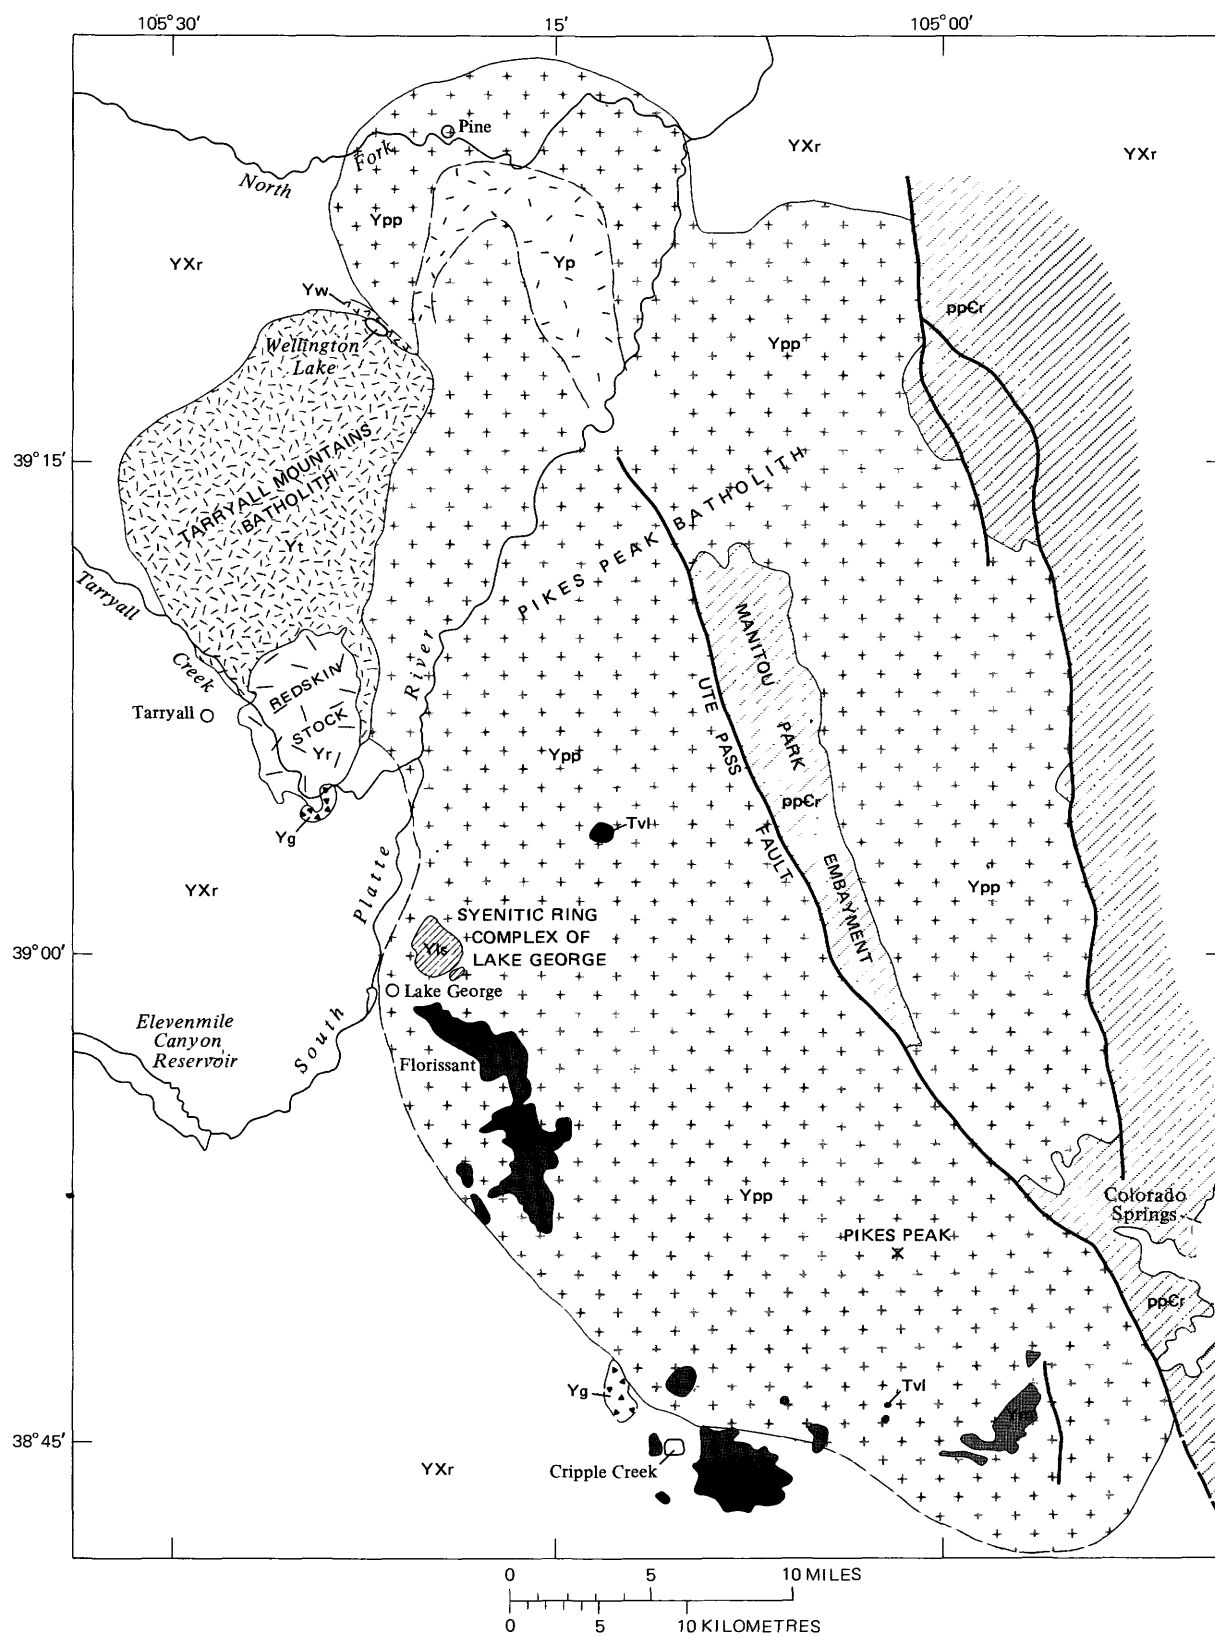 105°30′ 15′ 105°00′
Pine
YXr
YXr
Fork
North
Ypp
Yp
YXr
Yw
pp€r
Wellington
Lake
Ypp
39°15′
TARRYALL MOUNTAINS
BATHOLITH
PIKES PEAK BATHOLITH
Yt
Tarryall
Creek
MANITOU
PARK
EMBAYMENT
River
REDSKIN
STOCK
Yr
Tarryall
UTE PASS
FAULT
Ypp
pp€r
Tvl
Yg
Platte
YXr
Ypp
SYENITIC RING
COMPLEX OF
LAKE GEORGE
Yls
39°00′
Lake George
Elevenmile
Canyon
Reservoir
South
Florissant
Ypp
Colorado
Springs
PIKES PEAK
pp€r
Yg
Tvl
38°45′
YXr
Cripple Creek
0 5 10 MILES
0 5 10 KILOMETRES